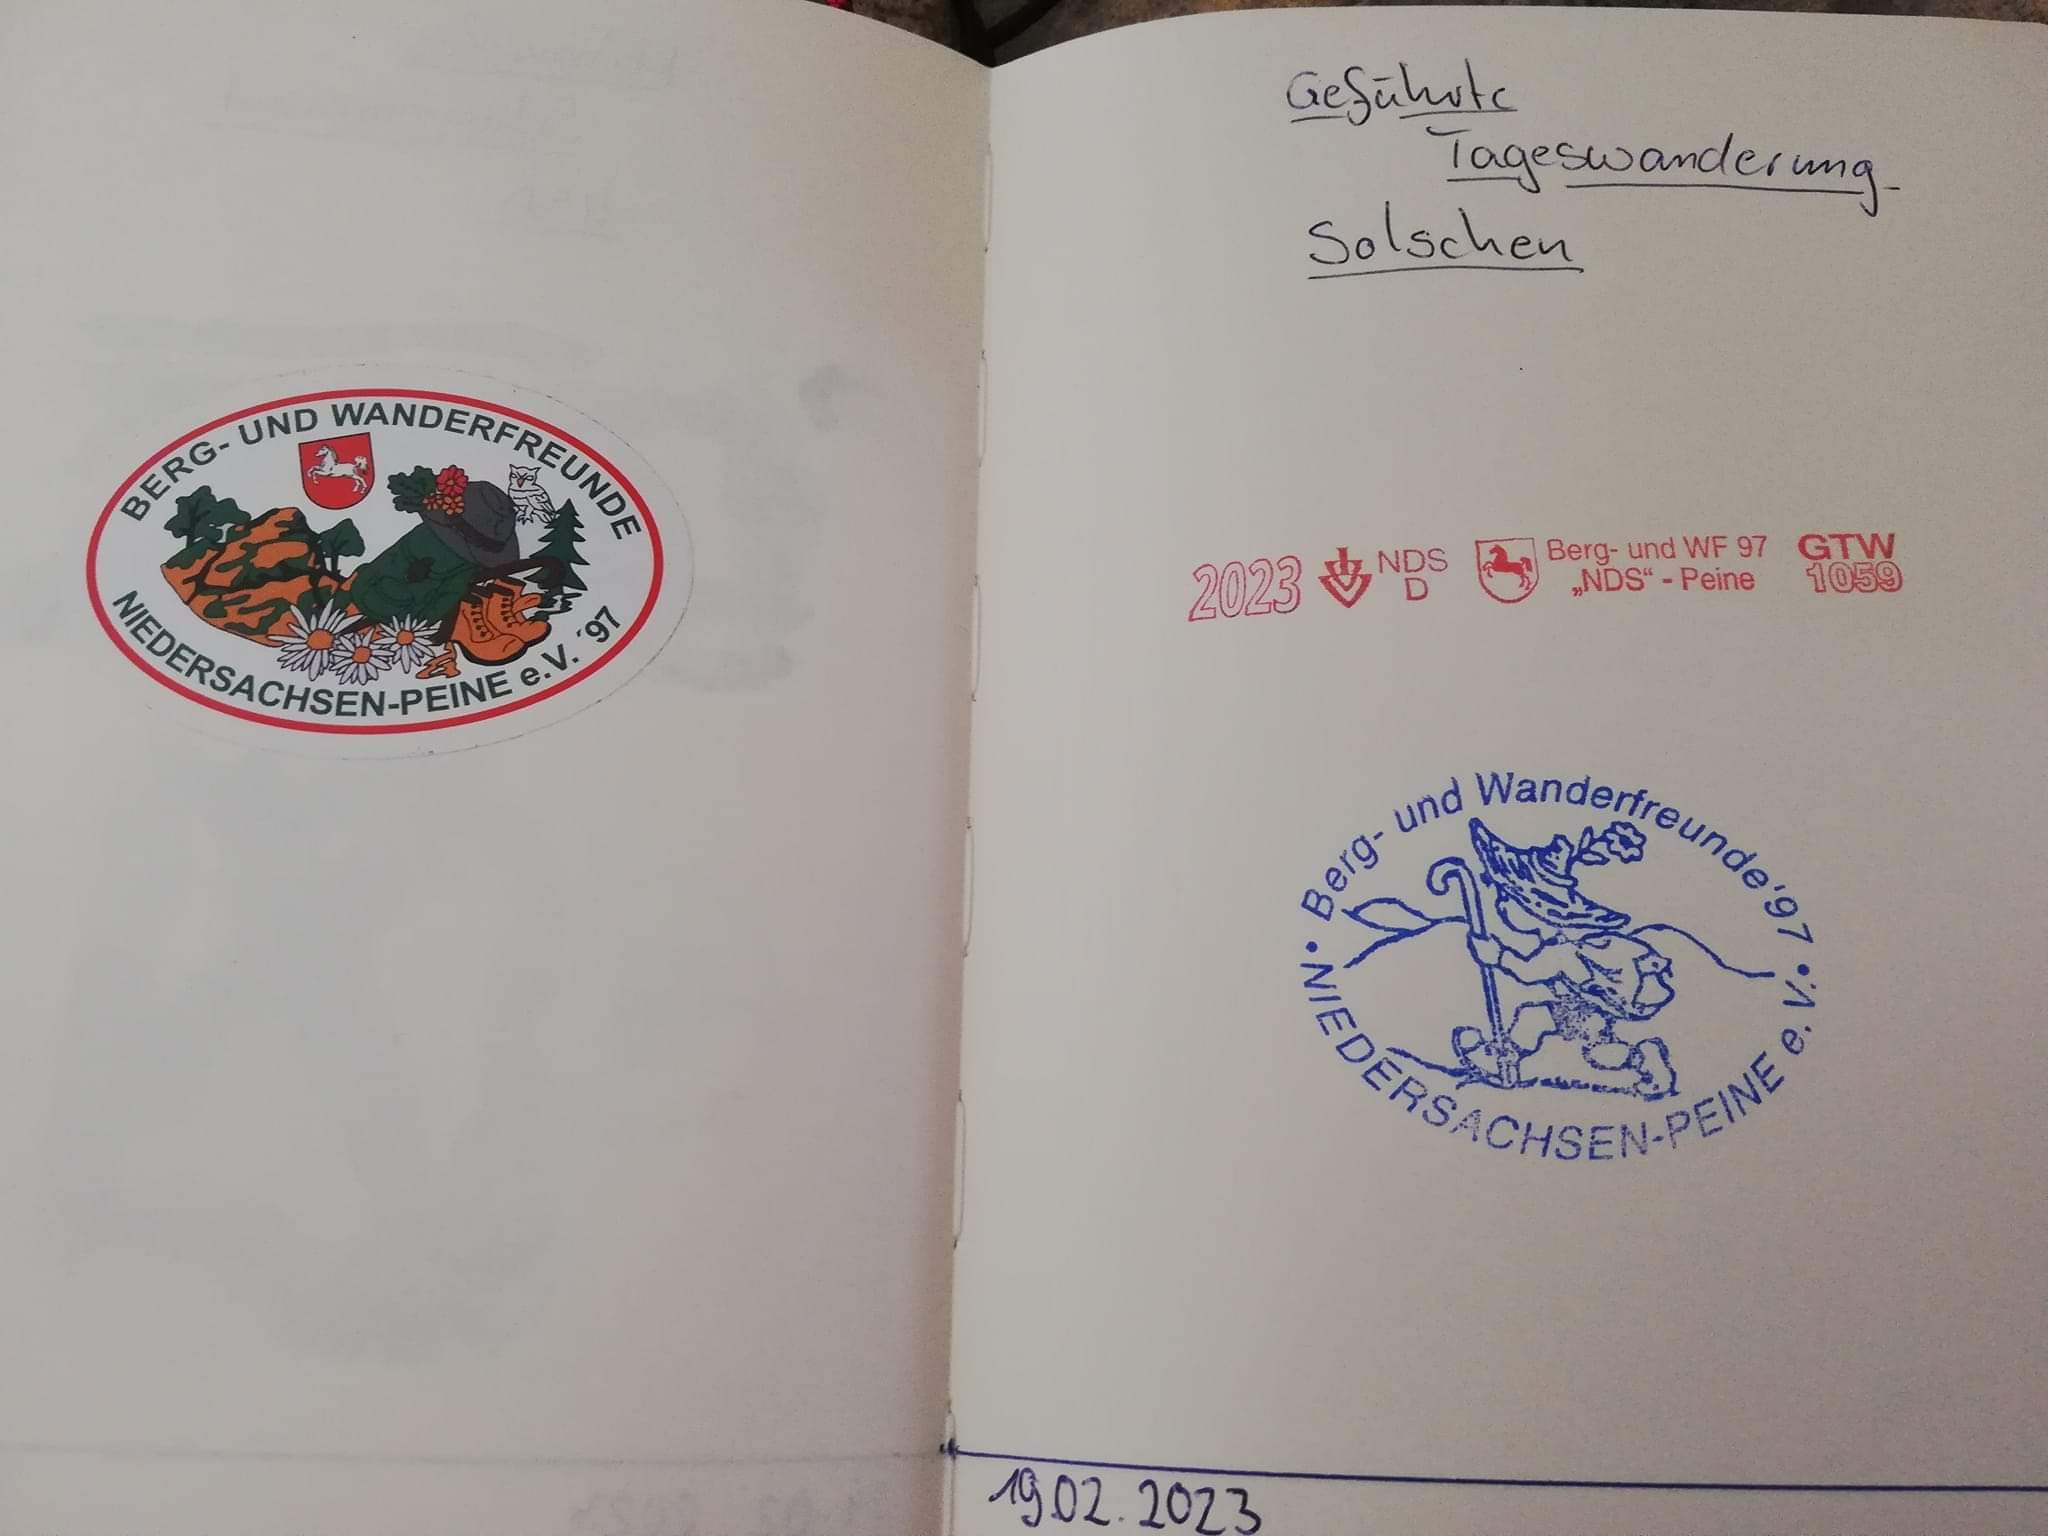 BERG- UND WANDERFREUNDE
NIEDERSACHSEN-PEINE e.V. ´97
Geführte
Tageswanderung
Solschen
2023 IVV NDS D Berg- und WF 97 „NDS“ - Peine GTW 1059
• Berg- und Wanderfreunde'97 •
NIEDERSACHSEN-PEINE e.V.
19.02.2023